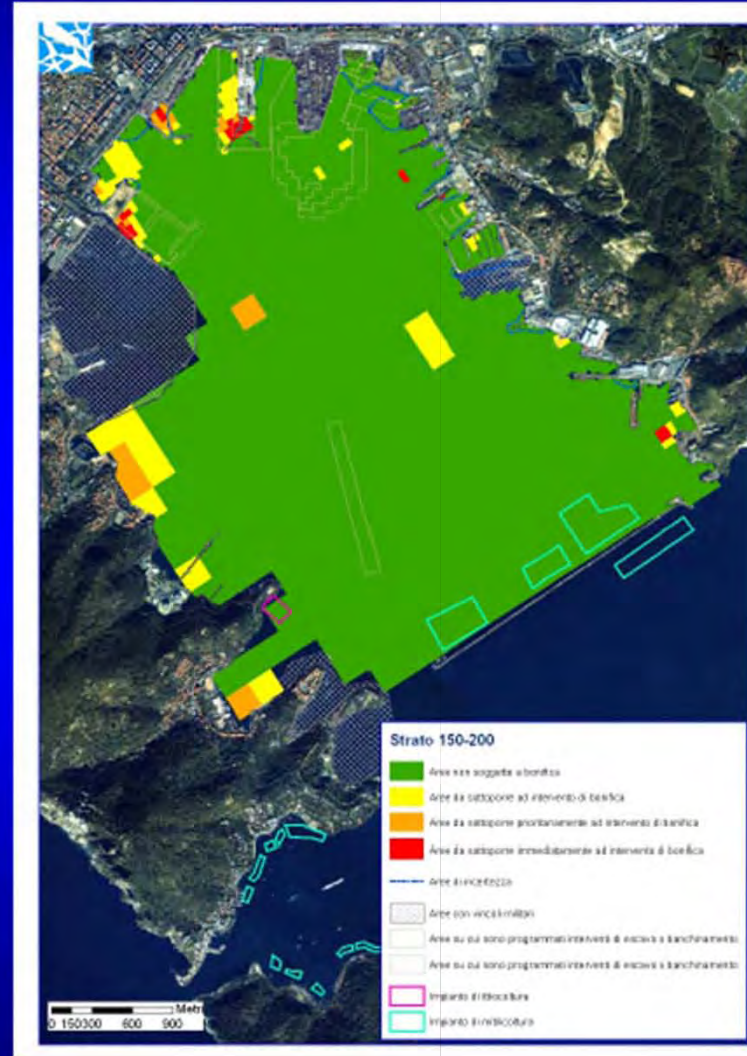 Strato 150-200
Aree non soggette a bonifica
Aree da sottoporre ad intervento di bonifica
Aree da sottoporre prioritariamente ad intervento di bonifica
Aree da sottoporre immediatamente ad intervento di bonifica
Aree di incertezza
Aree con vincoli militari
Aree su cui sono programmati interventi di escavo o banchinamento
Aree su cui sono programmati interventi di escavo o banchinamento
Impianto di itticoltura
Impianto di mitilicoltura
Metri
0 150300 600 900